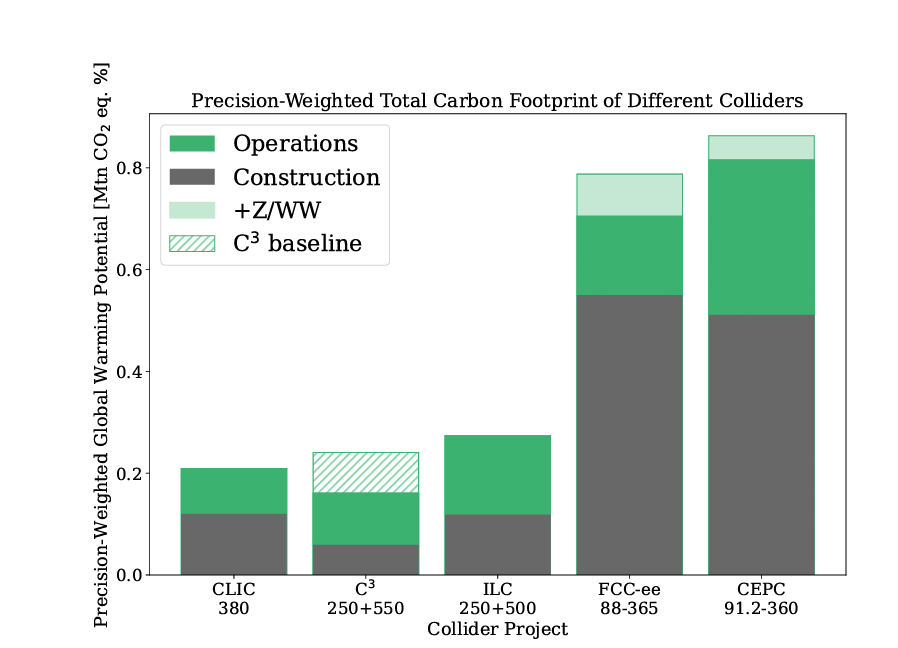 Precision-Weighted Total Carbon Footprint of Different Colliders
Precision-Weighted Global Warming Potential [Mtn CO₂ eq. %]
Operations
Construction
+Z/WW
C³ baseline
0.8
0.6
0.4
0.2
0.0
CLIC
380
C³
250+550
ILC
250+500
FCC-ee
88-365
CEPC
91.2-360
Collider Project